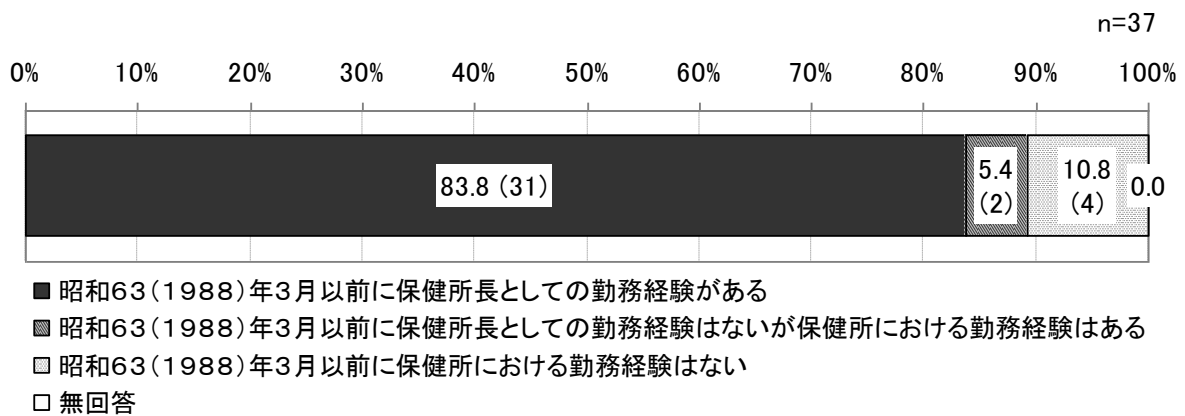 n=37
0% 10% 20% 30% 40% 50% 60% 70% 80% 90% 100%
83.8（31）
5.4
（2）
10.8
（4）
0.0
昭和６３（１９８８）年３月以前に保健所長としての勤務経験がある
昭和６３（１９８８）年３月以前に保健所長としての勤務経験はないが保健所における勤務経験はある
昭和６３（１９８８）年３月以前に保健所における勤務経験はない
無回答